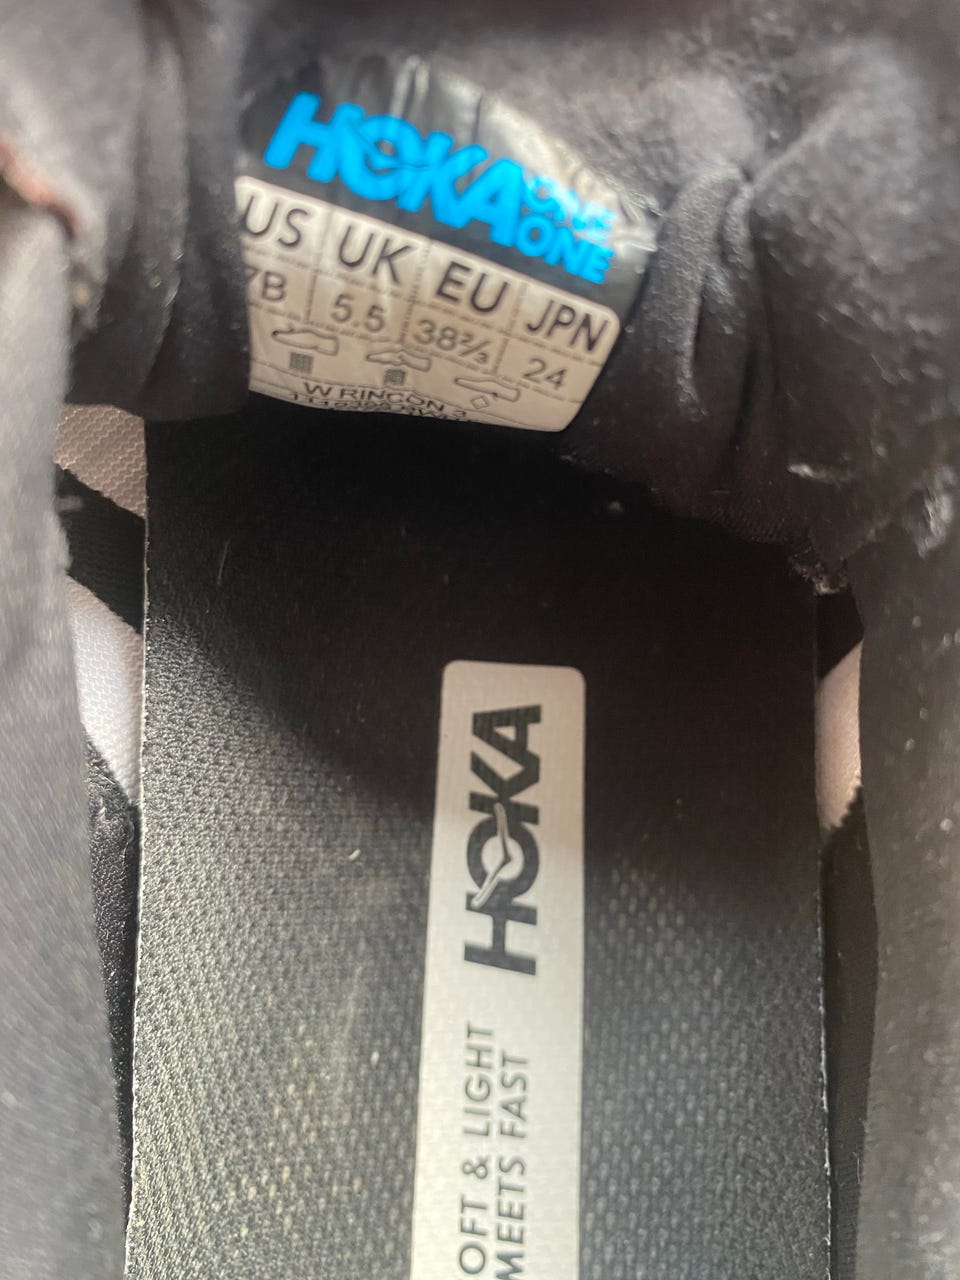 HOKA ONE ONE
US UK EU JPN
7B 5.5 38⅔ 24
W RINCON 3
HOKA
OFT & LIGHT
MEETS FAST